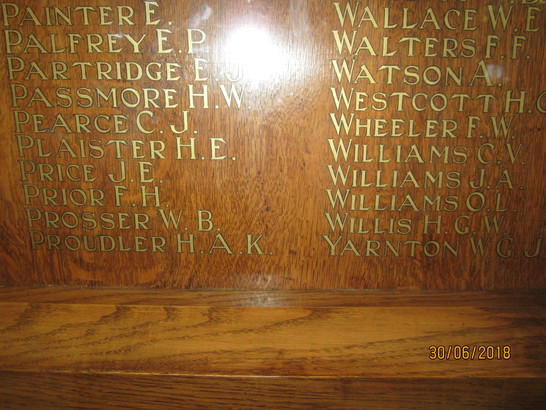 PAINTER E.
PALFREY E. P.
PARTRIDGE E. J.
PASSMORE H. W.
PEARCE C. J.
PLAISTER H. E.
PRICE J. E.
PRIOR F. H.
PROSSER W. B.
PROUDLER H. A. K.
WALLACE W. E
WALTERS F. F.
WATSON A.
WESTCOTT H.
WHEELER F. W.
WILLIAMS C. V.
WILLIAMS J. A.
WILLIAMS O. L.
WILLIS H. G. W.
YARNTON W. G. J
30/06/2018